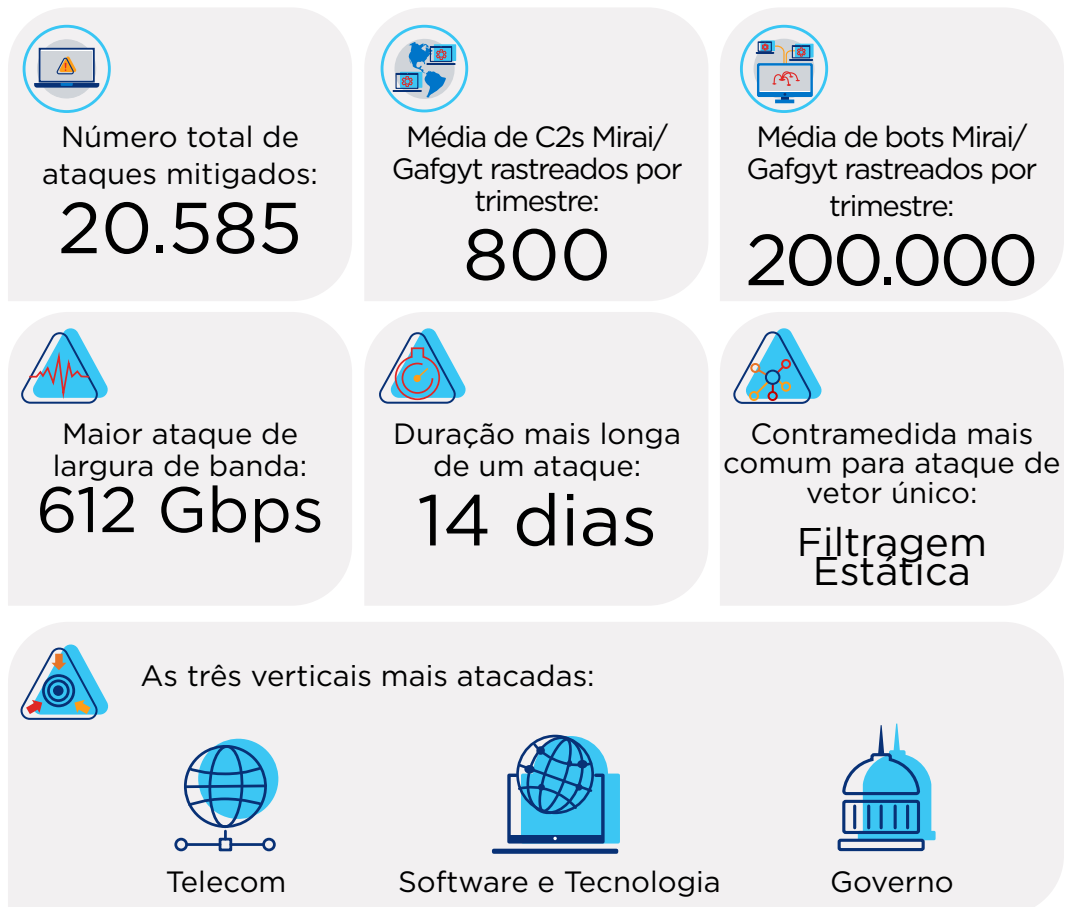 Número total de
ataques mitigados:
20.585
Média de C2s Mirai/
Gafgyt rastreados por
trimestre:
800
Média de bots Mirai/
Gafgyt rastreados por
trimestre:
200.000
Maior ataque de
largura de banda:
612 Gbps
Duração mais longa
de um ataque:
14 dias
Contramedida mais
comum para ataque de
vetor único:
Filtragem
Estática
As três verticais mais atacadas:
Telecom
Software e Tecnologia
Governo